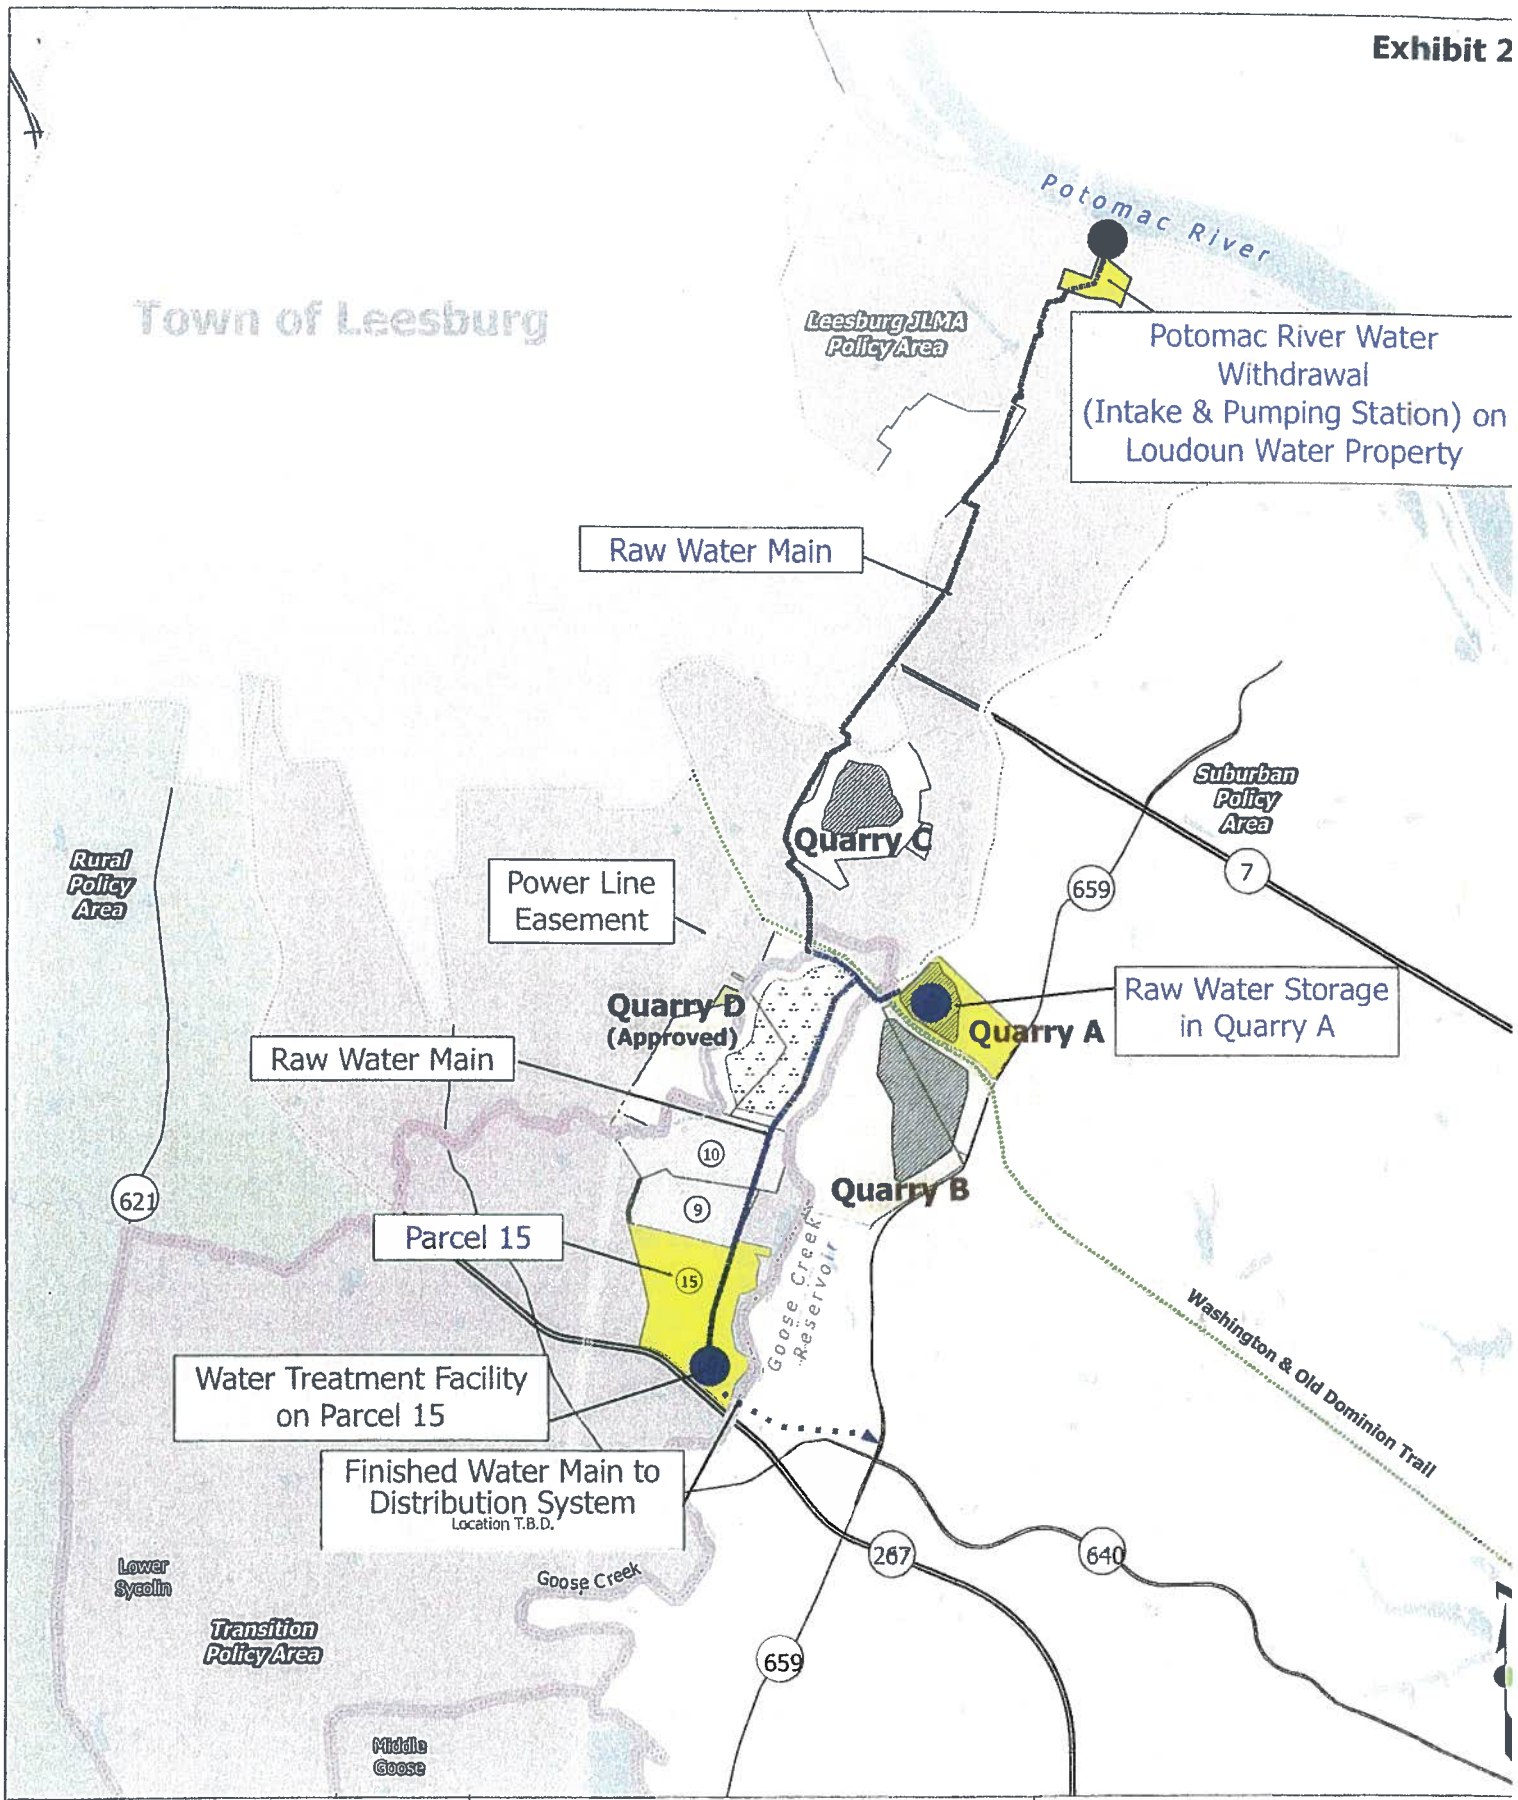 Exhibit 2
Potomac River
Town of Leesburg
Leesburg JLMA
Policy Area
Potomac River Water
Withdrawal
(Intake & Pumping Station) on
Loudoun Water Property
Raw Water Main
Suburban
Policy
Area
Quarry C
Rural
Policy
Area
Power Line
Easement
659
7
Quarry D
(Approved)
Quarry A
Raw Water Storage
in Quarry A
Raw Water Main
10
621
9
Quarry B
Parcel 15
15
Goose Creek
Reservoir
Washington & Old Dominion Trail
Water Treatment Facility
on Parcel 15
Finished Water Main to
Distribution System
Location T.B.D.
267
640
Lower
Sycolin
Goose Creek
Transition
Policy Area
659
Middle
Goose